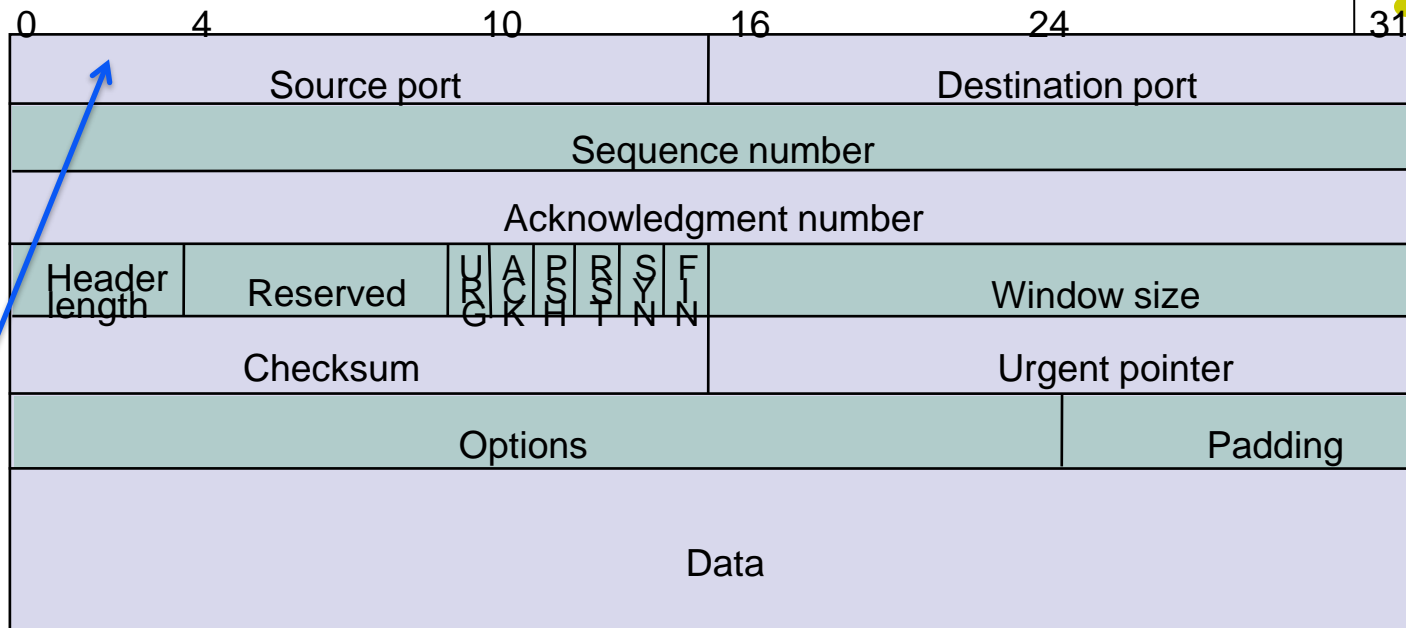 0 4 10 16 24 31
Source port Destination port
Sequence number
Acknowledgment number
Header length Reserved URG ACK PSH RST SYN FIN Window size
Checksum Urgent pointer
Options Padding
Data